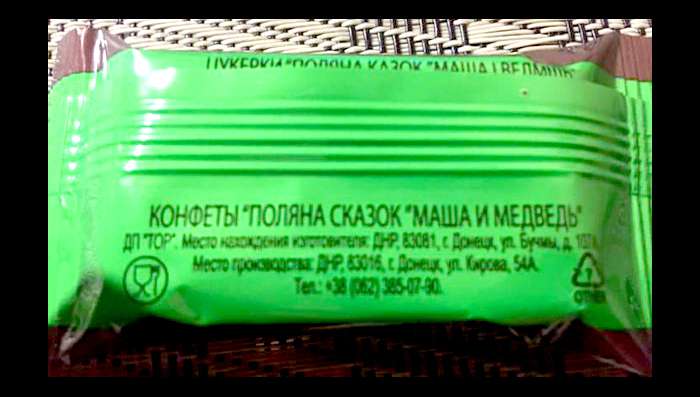 ЦУКЕРКИ "ПОЛЯНА КАЗОК "МАША І ВЕДМІДЬ"
КОНФЕТЫ "ПОЛЯНА СКАЗОК "МАША И МЕДВЕДЬ"
ДП "ТОР". Место нахождения изготовителя: ДНР, 83081, г. Донецк, ул. Бучмы, д. 107
Место производства: ДНР, 83016, г. Донецк, ул. Кирова, 54А.
Тел.: +38 (062) 385-07-90.
OTHER